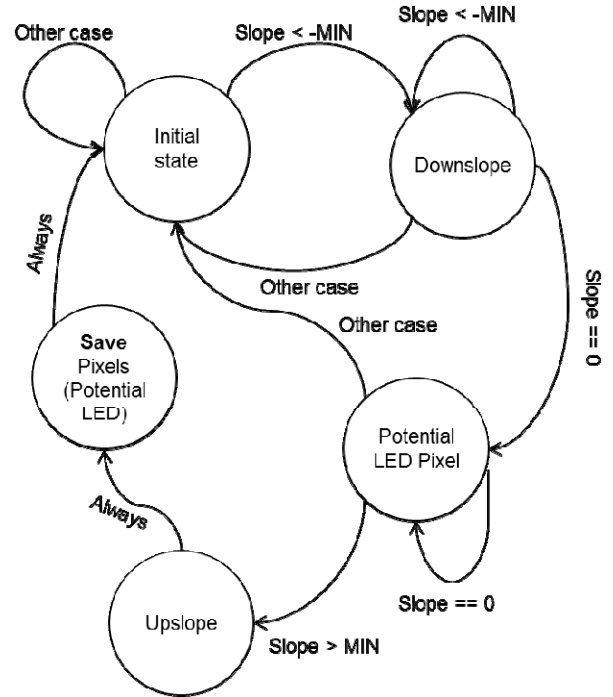 Other case
Slope < -MIN
Slope < -MIN
Initial
state
Downslope
Always
Other case
Other case
Slope == 0
Save
Pixels
(Potential
LED)
Potential
LED Pixel
Always
Slope == 0
Upslope
Slope > MIN